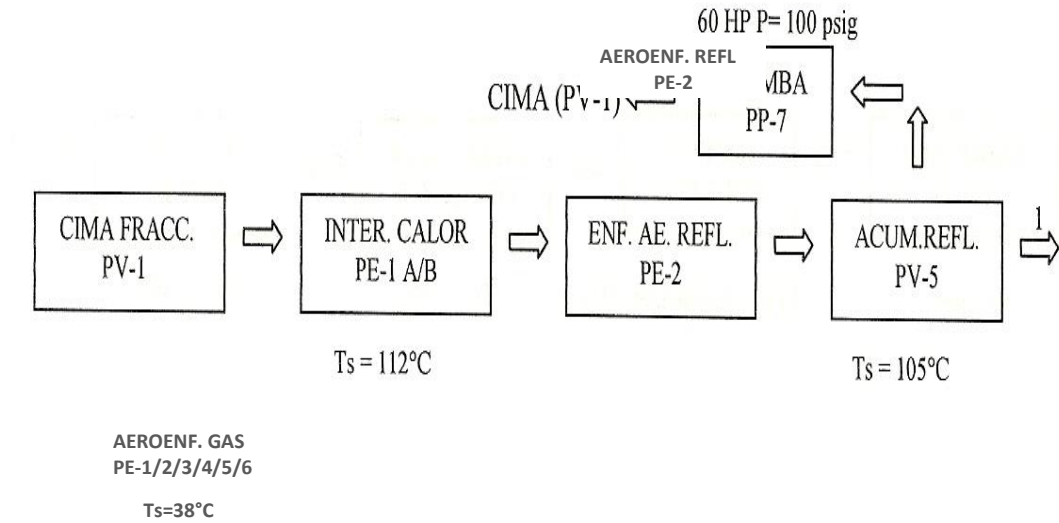 60 HP P= 100 psig
AEROENF. REFL
PE-2
CIMA (PV-1)
MBA
PP-7
CIMA FRACC.
PV-1
INTER. CALOR
PE-1 A/B
ENF. AE. REFL.
PE-2
ACUM.REFL.
PV-5
1
Ts = 112°C
Ts = 105°C
AEROENF. GAS
PE-1/2/3/4/5/6
Ts=38°C